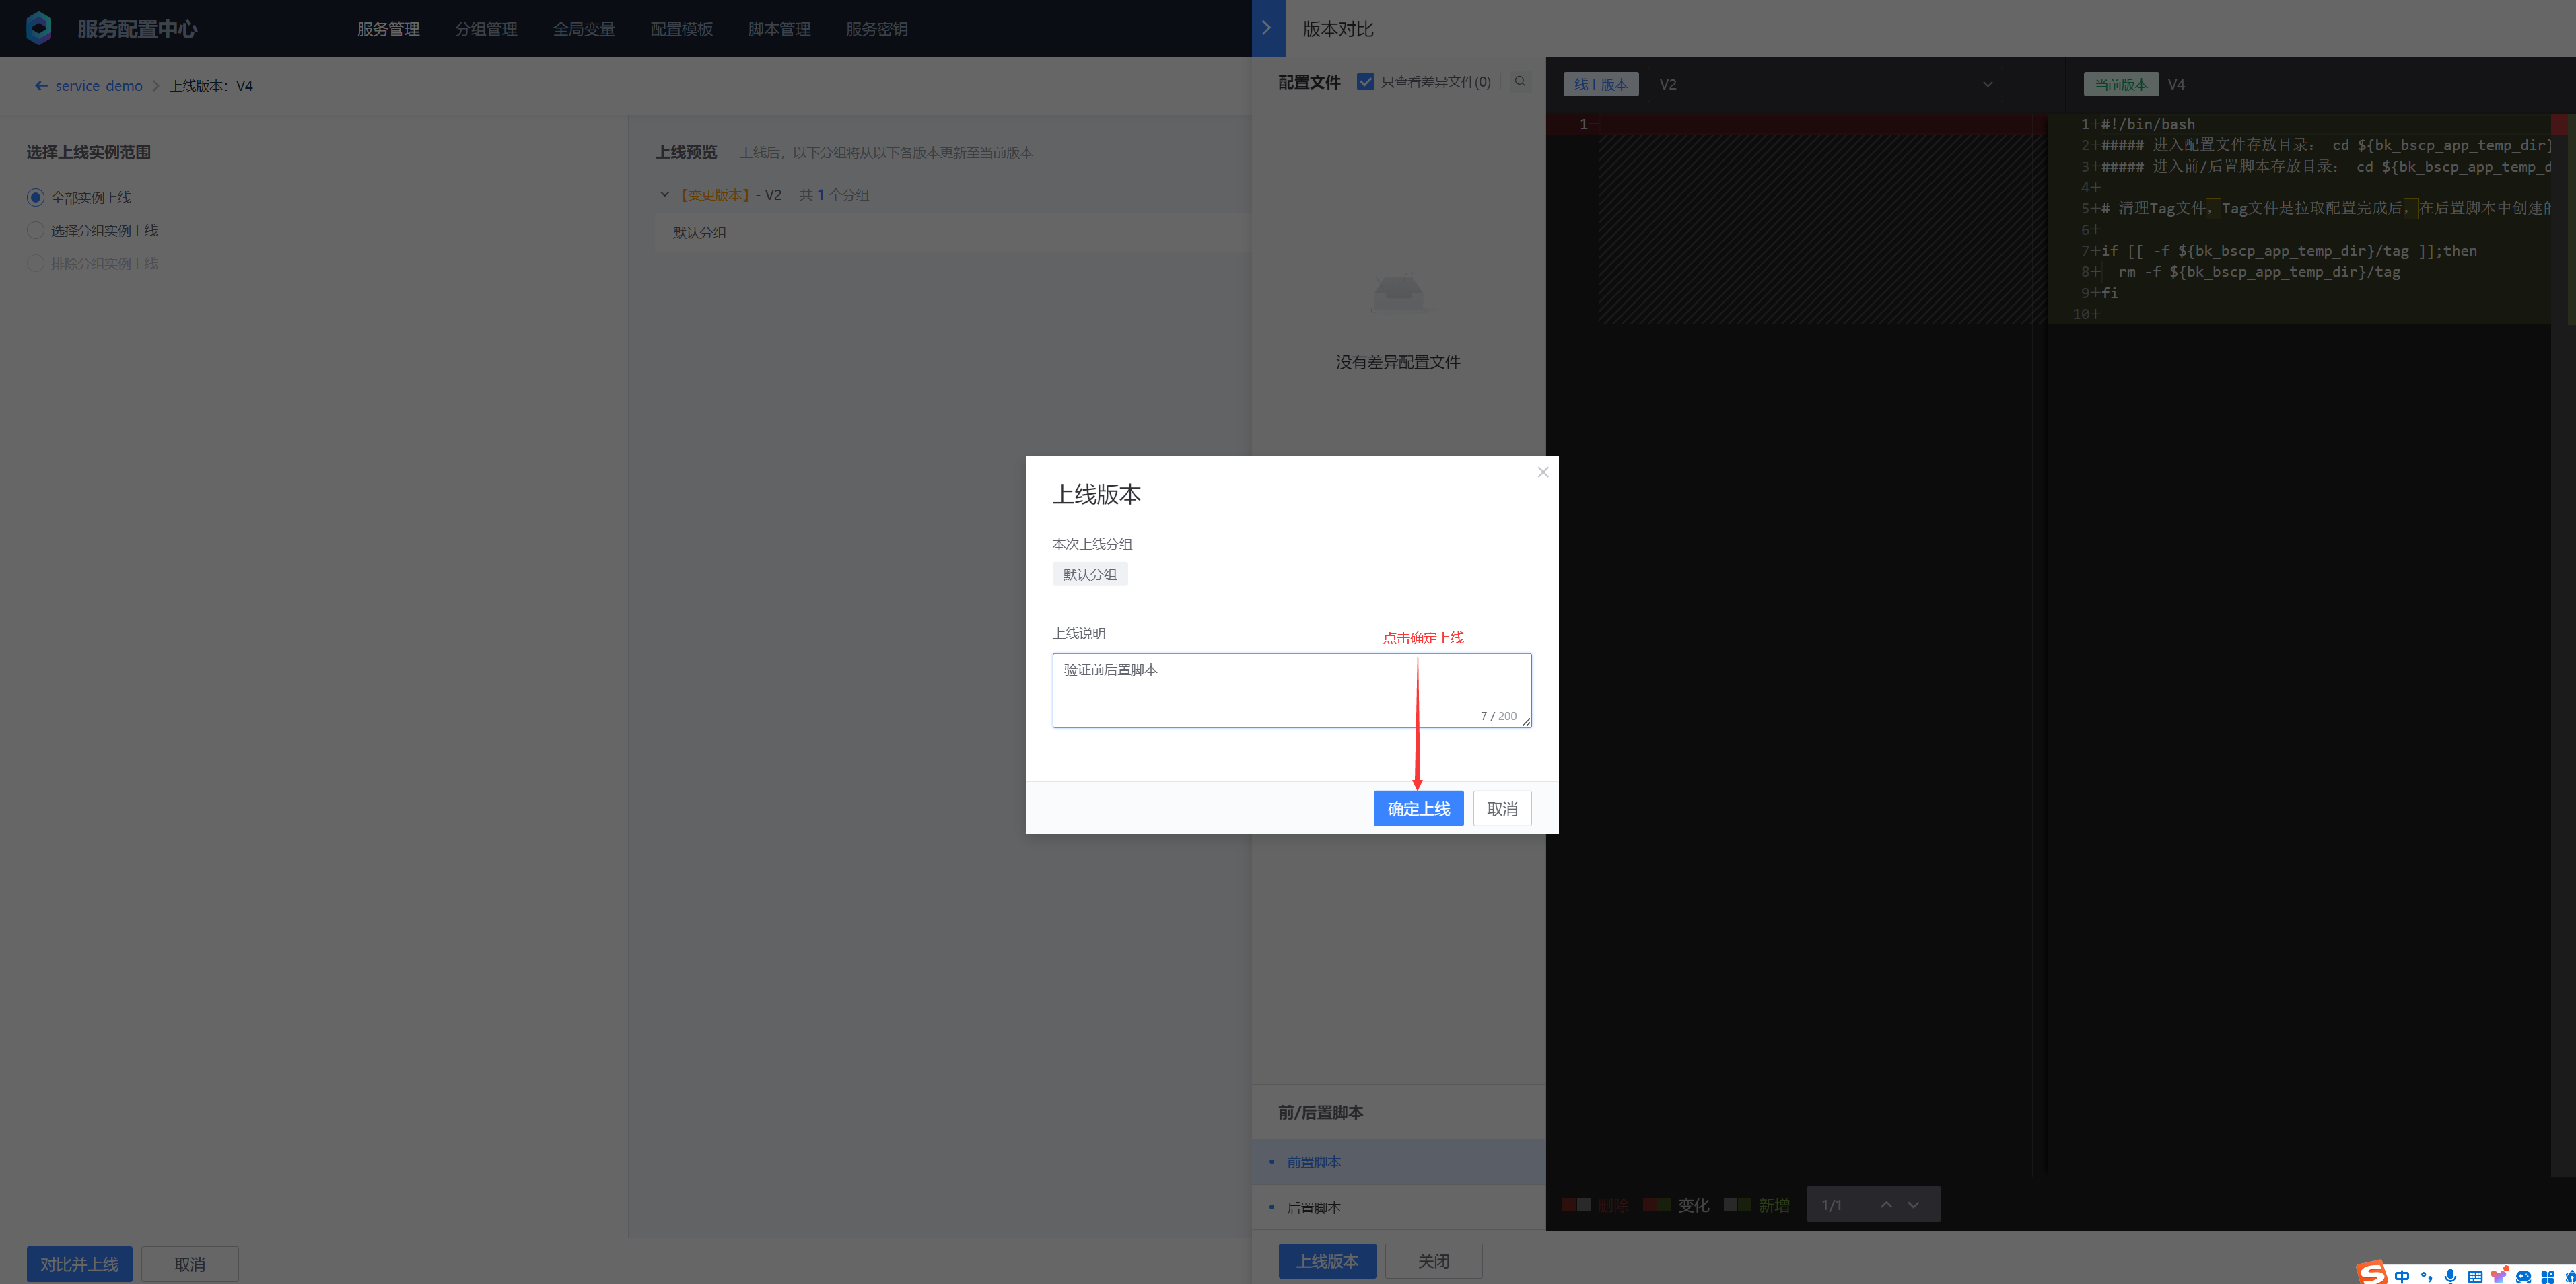 服务配置中心
服务管理 分组管理 全局变量 配置模板 脚本管理 服务密钥
版本对比
service_demo 上线版本：V4
选择上线实例范围
全部实例上线
选择分组实例上线
排除分组实例上线
上线预览 上线后，以下分组将从以下各版本更新至当前版本
【变更版本】 - V2 共 1 个分组
默认分组
配置文件 只查看差异文件(0)
没有差异配置文件
线上版本 V2
当前版本 V4
1
1+#!/bin/bash
2+##### 进入配置文件存放目录： cd ${bk_bscp_app_temp_dir}
3+##### 进入前/后置脚本存放目录： cd ${bk_bscp_app_temp_d
4+
5+# 清理Tag文件，Tag文件是拉取配置完成后，在后置脚本中创建的
6+
7+if [[ -f ${bk_bscp_app_temp_dir}/tag ]];then
8+  rm -f ${bk_bscp_app_temp_dir}/tag
9+fi
10+
上线版本
本次上线分组
默认分组
上线说明
点击确定上线
验证前后置脚本
7 / 200
确定上线 取消
前/后置脚本
前置脚本
后置脚本
删除 变化 新增 1/1
对比并上线 取消
上线版本 关闭
中